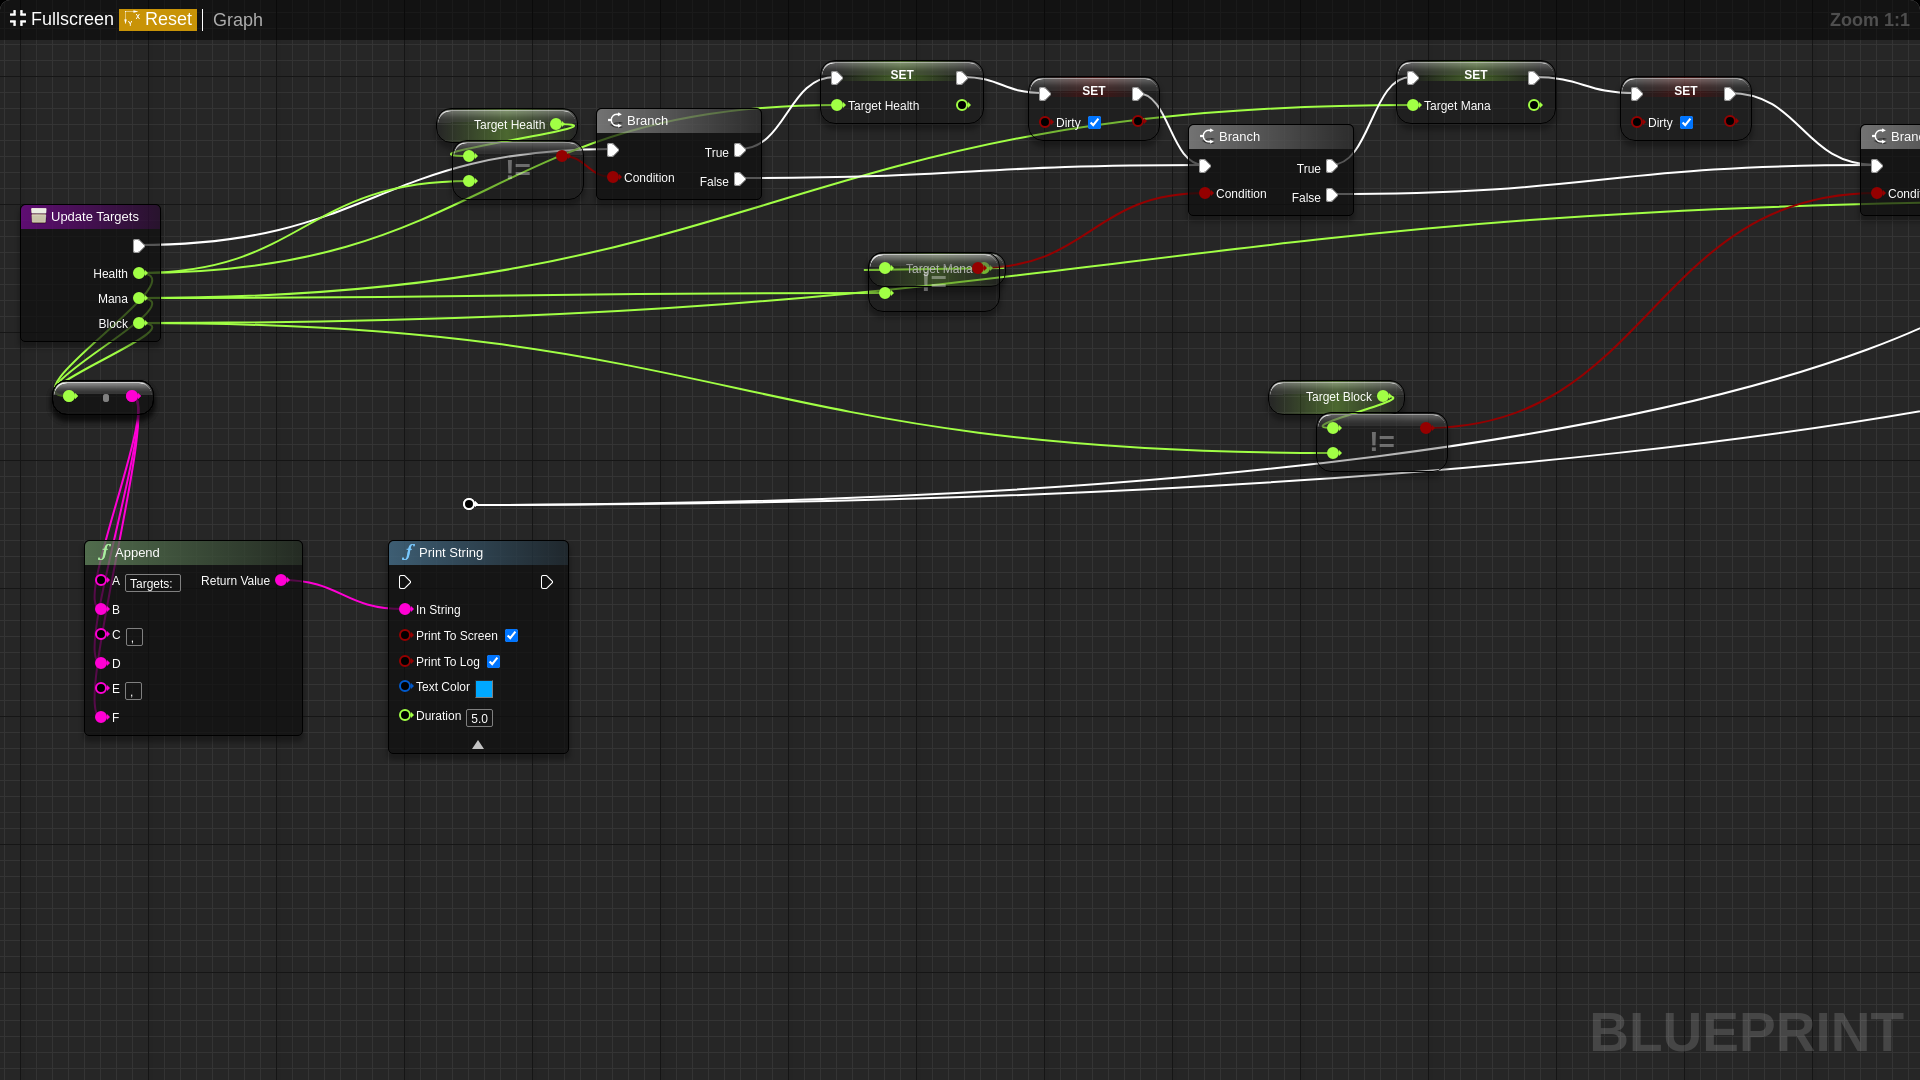 Fullscreen Reset Graph Zoom 1:1
SET
Target Health
SET
Dirty
SET
Target Mana
SET
Dirty
Target Health
!=
Branch
True
Condition
False
Branch
True
Condition
False
Update Targets
Health
Mana
Block
Target Mana
!=
Target Block
!=
Append
A Targets: Return Value
B
C ,
D
E ,
F
Print String
In String
Print To Screen
Print To Log
Text Color
Duration 5.0
BLUEPRINT